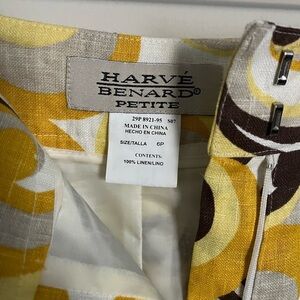 HARVÉ
BENARD®
PETITE
29P 8921-95 S07
MADE IN CHINA
HECHO EN CHINA
SIZE/TALLA 6P
CONTENTS:
100% LINEN/LINO